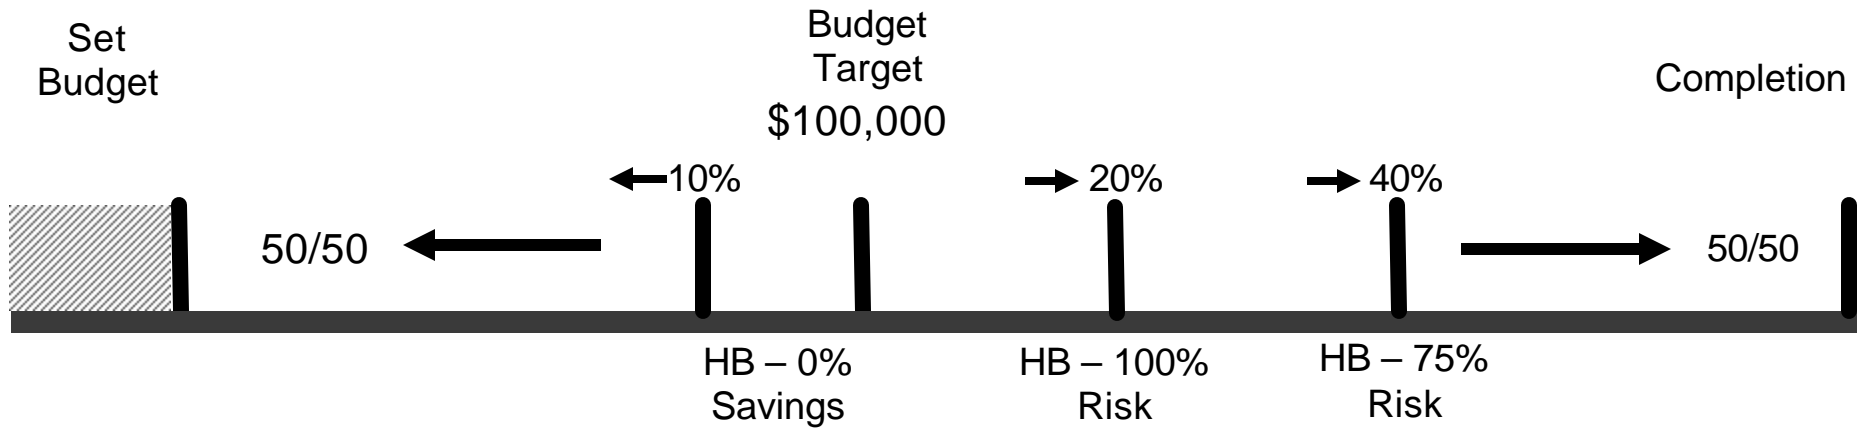 Set
Budget
Budget
Target
$100,000
Completion
10%
20%
40%
50/50
50/50
HB – 0%
Savings
HB – 100%
Risk
HB – 75%
Risk